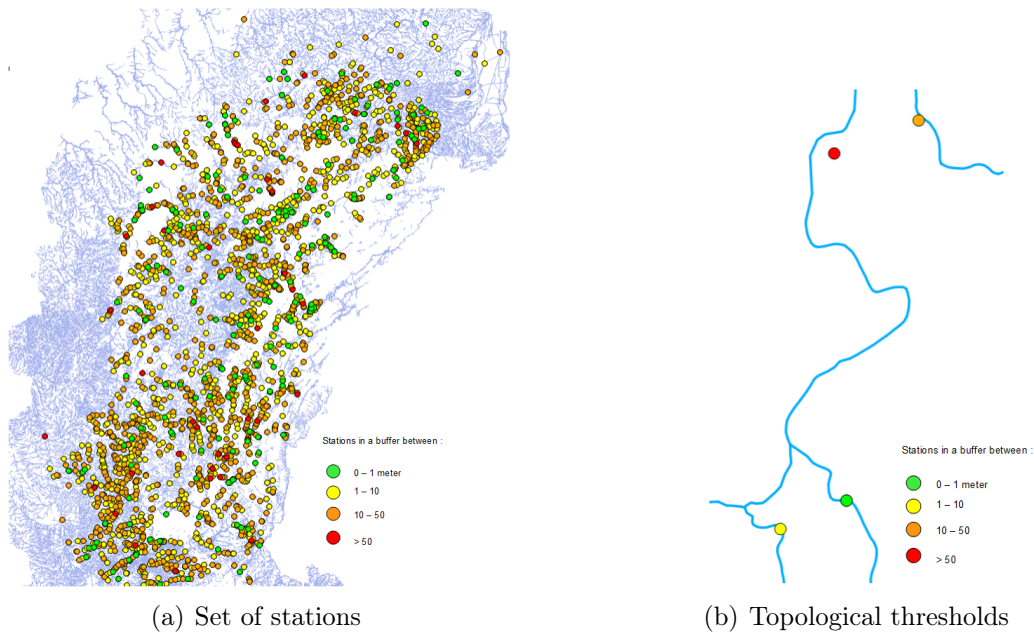 Stations in a buffer between :
0 – 1 meter
1 – 10
10 – 50
> 50
Stations in a buffer between :
0 – 1 meter
1 – 10
10 – 50
> 50
(a) Set of stations
(b) Topological thresholds